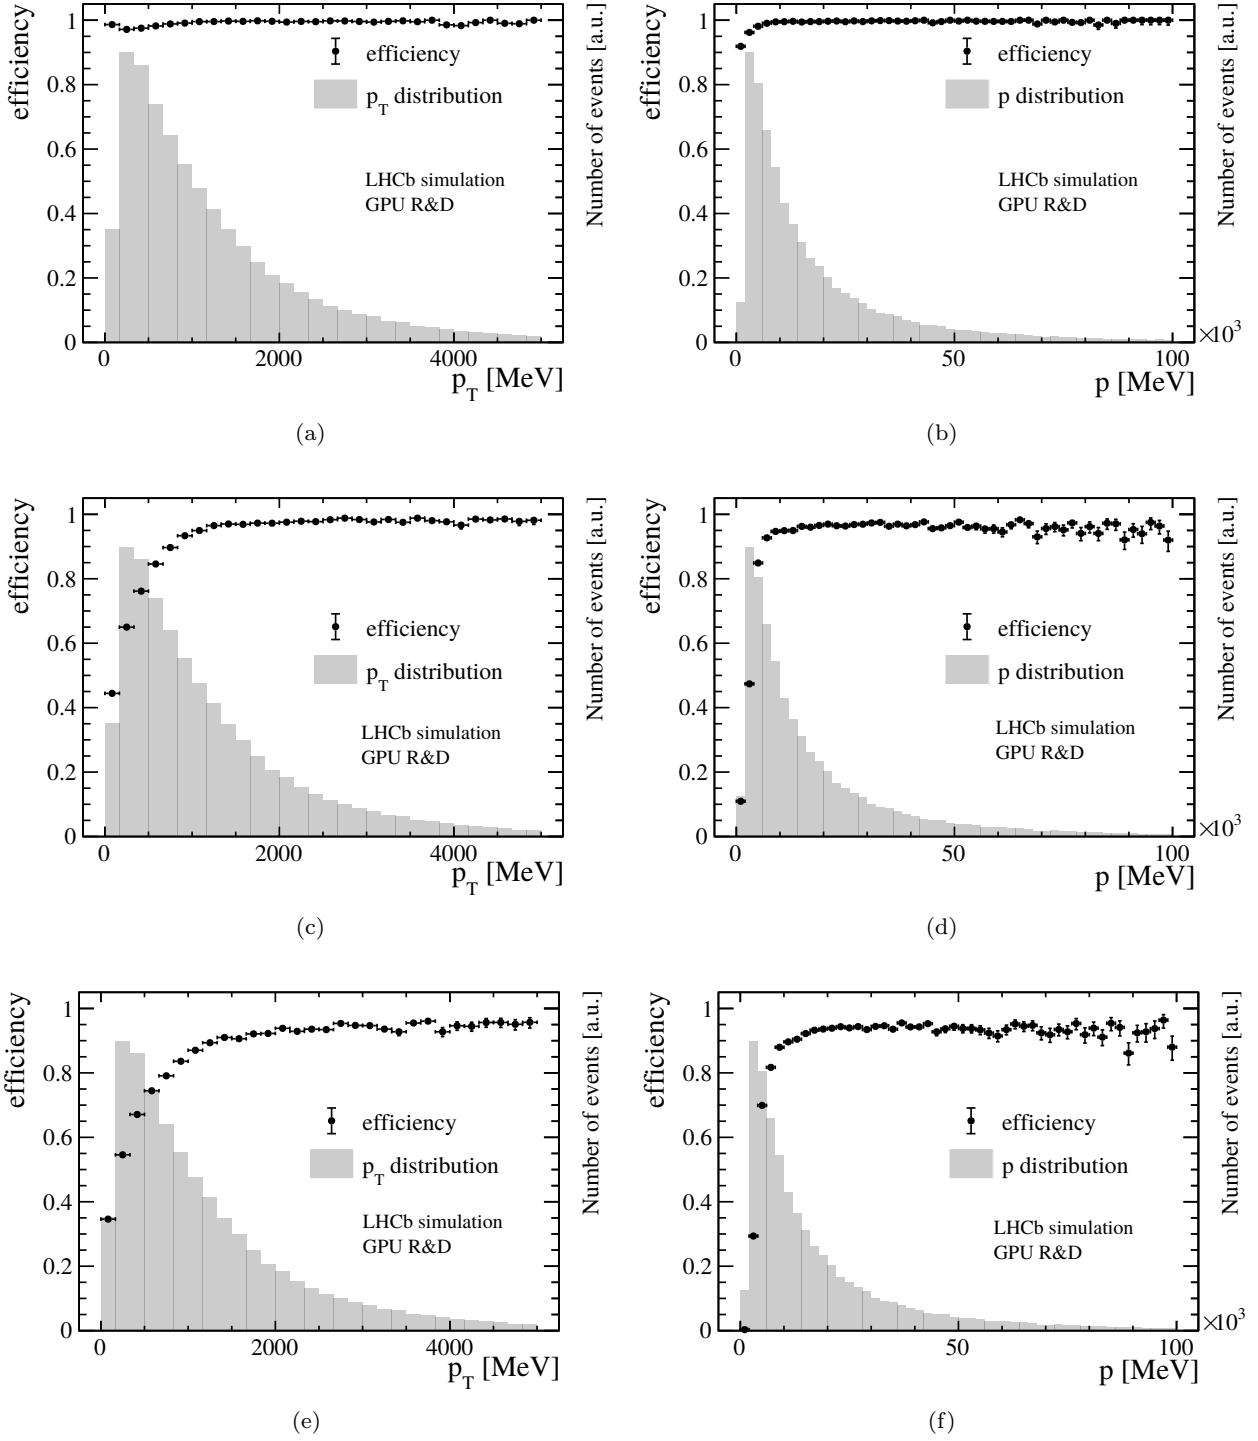 efficiency
1
0.8
0.6
0.4
0.2
0
0
2000
4000
p_T [MeV]
Number of events [a.u.]
efficiency
p_T distribution
LHCb simulation
GPU R&D
(a)
efficiency
1
0.8
0.6
0.4
0.2
0
0
50
100
×10³
p [MeV]
Number of events [a.u.]
efficiency
p distribution
LHCb simulation
GPU R&D
(b)
efficiency
1
0.8
0.6
0.4
0.2
0
0
2000
4000
p_T [MeV]
Number of events [a.u.]
efficiency
p_T distribution
LHCb simulation
GPU R&D
(c)
efficiency
1
0.8
0.6
0.4
0.2
0
0
50
100
×10³
p [MeV]
Number of events [a.u.]
efficiency
p distribution
LHCb simulation
GPU R&D
(d)
efficiency
1
0.8
0.6
0.4
0.2
0
0
2000
4000
p_T [MeV]
Number of events [a.u.]
efficiency
p_T distribution
LHCb simulation
GPU R&D
(e)
efficiency
1
0.8
0.6
0.4
0.2
0
0
50
100
×10³
p [MeV]
Number of events [a.u.]
efficiency
p distribution
LHCb simulation
GPU R&D
(f)